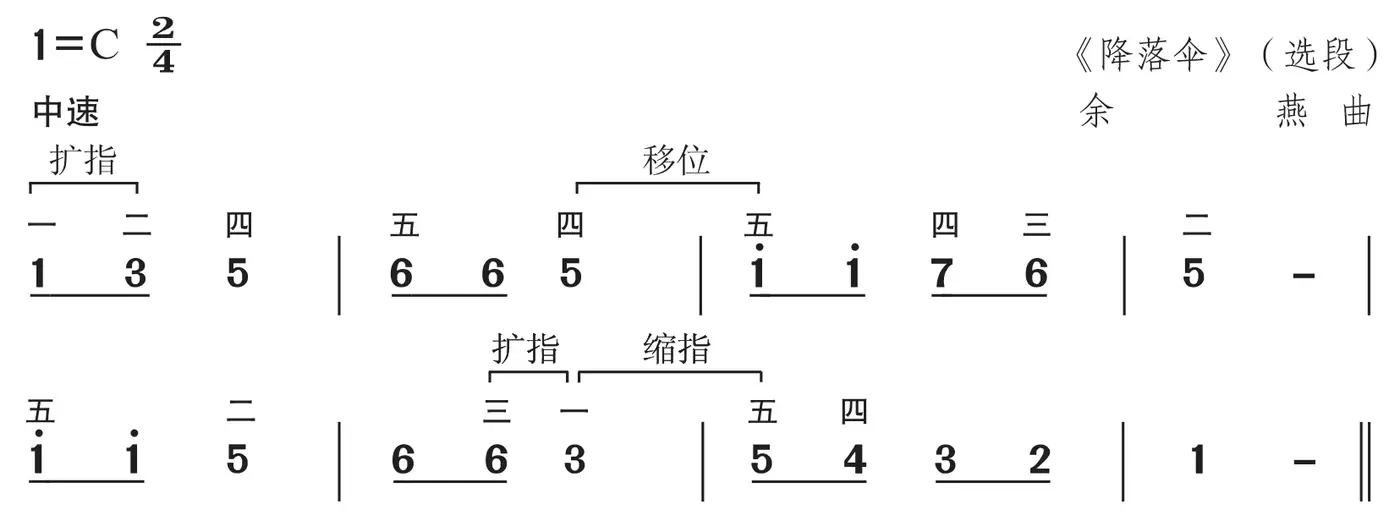 1=C 2/4
《降落伞》(选段)
中速
余 燕 曲
扩指 移位
一 二 四 五 四 五 四 三 二
1 3 5 | 6 6 5 | i i 7 6 | 5 – |
扩指 缩指
五 二 三 一 五 四
i i 5 | 6 6 3 | 5 4 3 2 | 1 – ‖